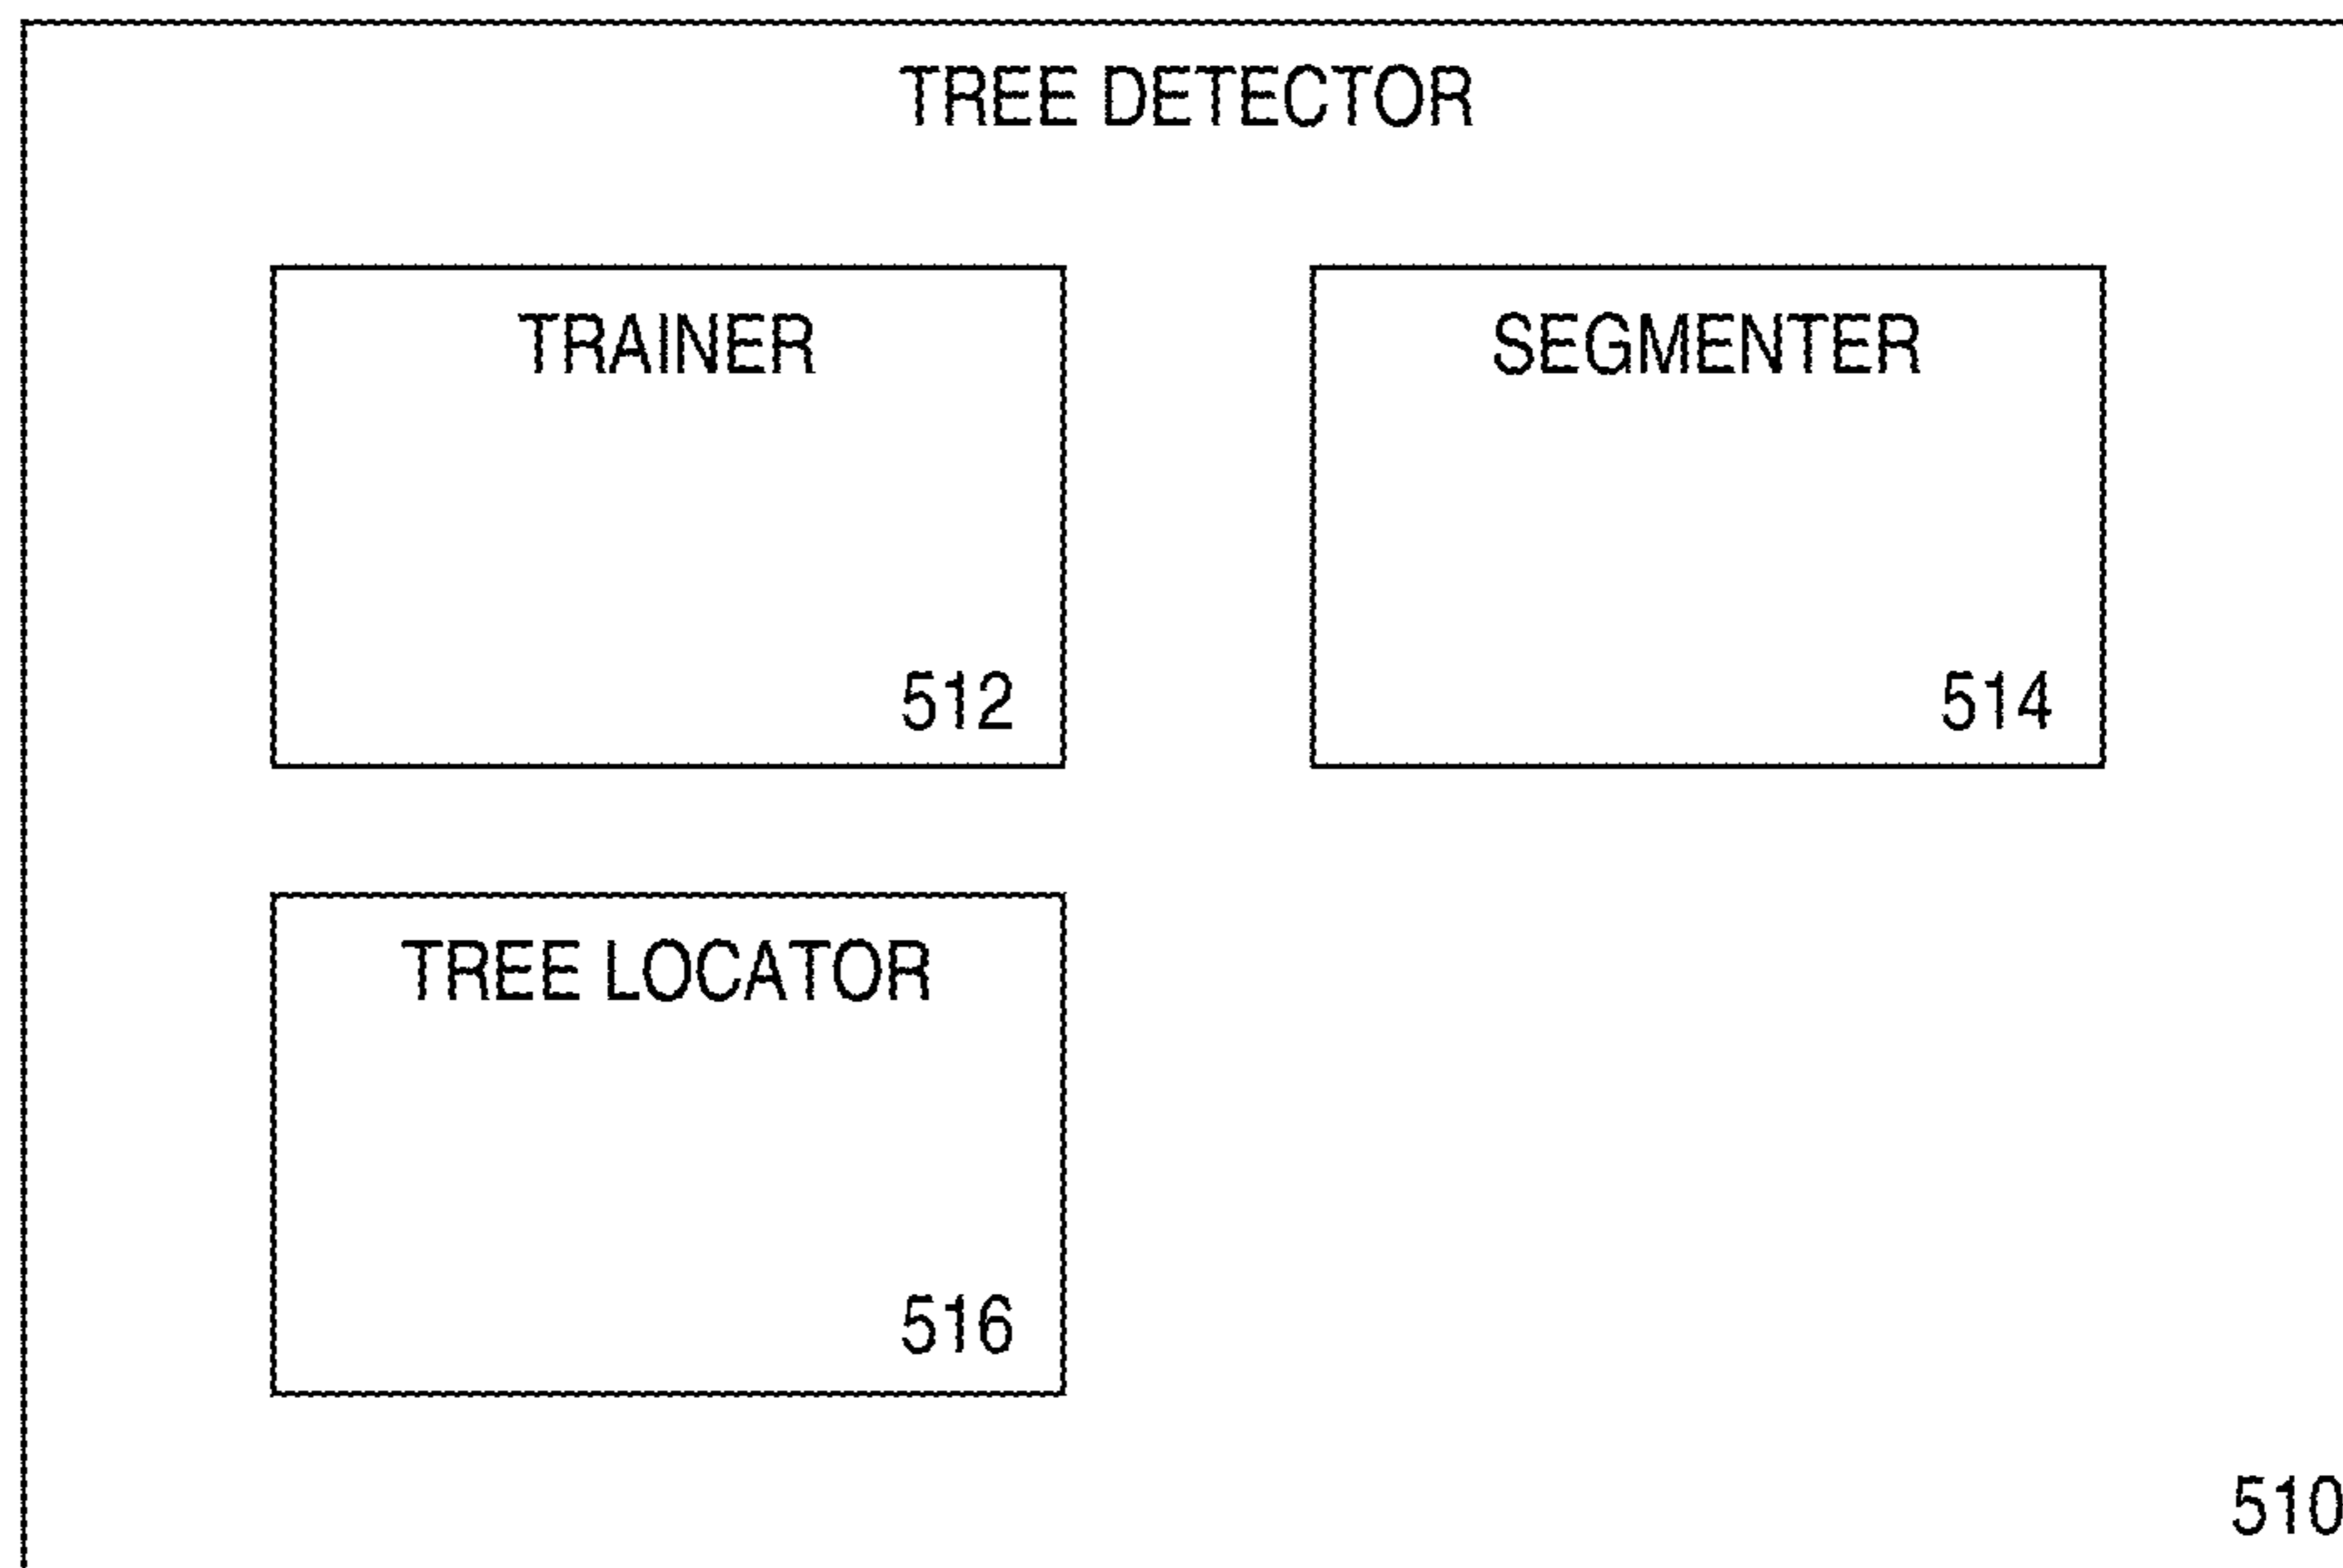 TREE DETECTOR
TRAINER
512
SEGMENTER
514
TREE LOCATOR
516
510